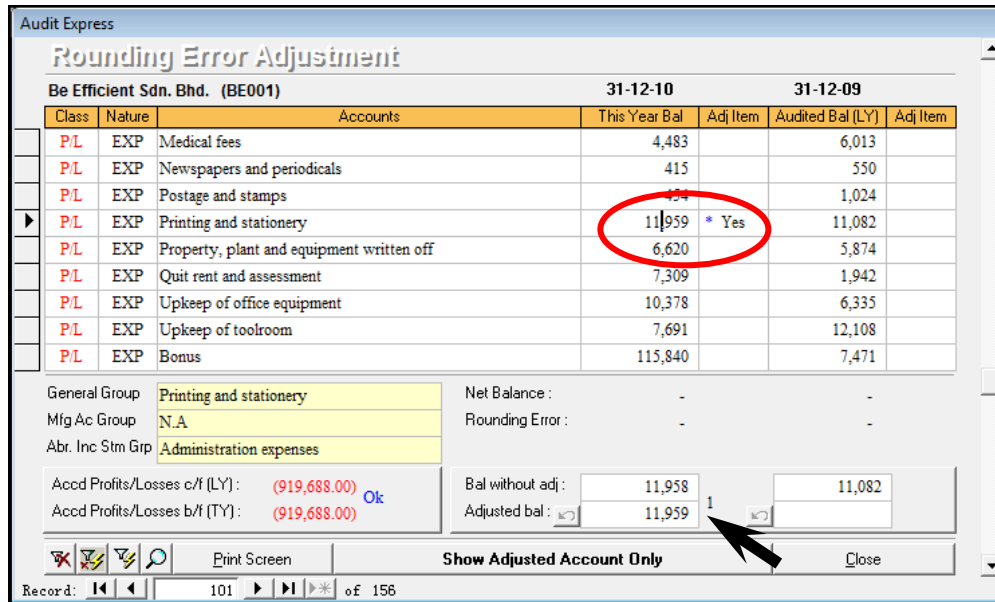 Audit Express
Rounding Error Adjustment
Be Efficient Sdn. Bhd. (BE001) 31-12-10 31-12-09
Class Nature Accounts This Year Bal Adj Item Audited Bal (LY) Adj Item
P/L EXP Medical fees 4,483 6,013
P/L EXP Newspapers and periodicals 415 550
P/L EXP Postage and stamps 454 1,024
P/L EXP Printing and stationery 11,959 * Yes 11,082
P/L EXP Property, plant and equipment written off 6,620 5,874
P/L EXP Quit rent and assessment 7,309 1,942
P/L EXP Upkeep of office equipment 10,378 6,335
P/L EXP Upkeep of toolroom 7,691 12,108
P/L EXP Bonus 115,840 7,471
General Group Printing and stationery Net Balance : - -
Mfg Ac Group N.A Rounding Error : - -
Abr. Inc Stm Grp Administration expenses
Accd Profits/Losses c/f (LY) : (919,688.00) Ok Bal without adj : 11,958 11,082
Accd Profits/Losses b/f (TY) : (919,688.00) Adjusted bal : 11,959 1
Print Screen Show Adjusted Account Only Close
Record: 101 of 156